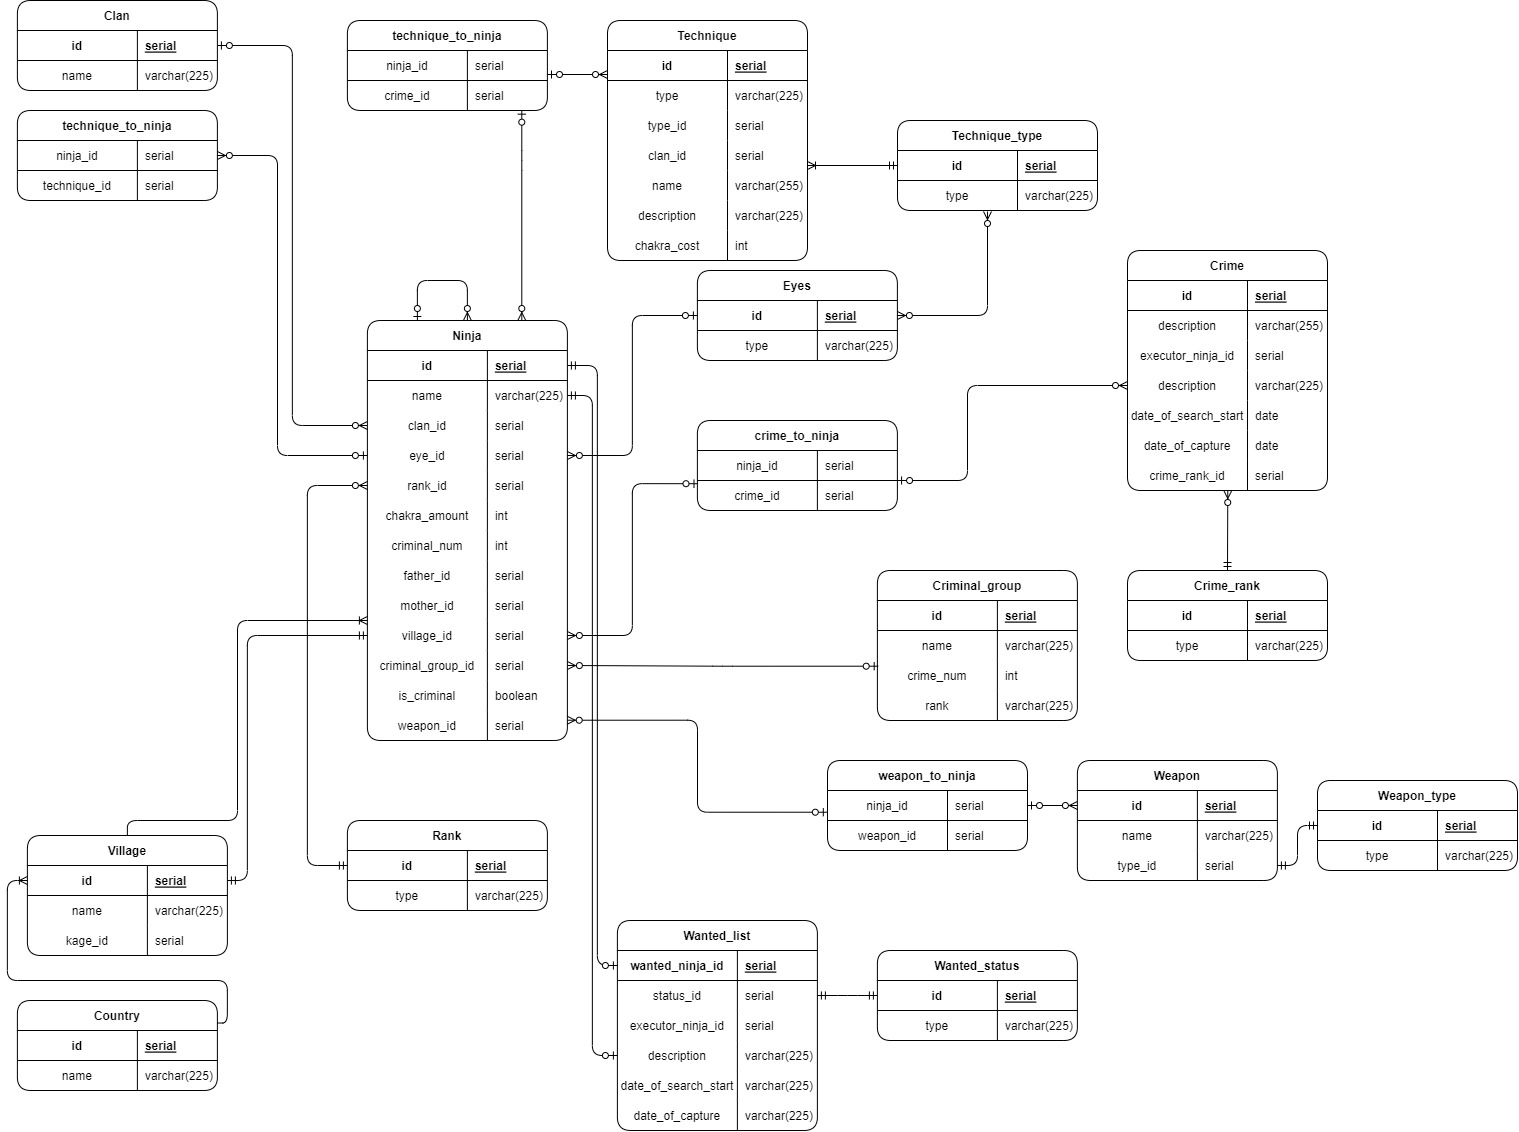 Clan
id serial
name varchar(225)
technique_to_ninja
ninja_id serial
technique_id serial
technique_to_ninja
ninja_id serial
crime_id serial
Technique
id serial
type varchar(225)
type_id serial
clan_id serial
name varchar(255)
description varchar(225)
chakra_cost int
Technique_type
id serial
type varchar(225)
Eyes
id serial
type varchar(225)
Crime
id serial
description varchar(255)
executor_ninja_id serial
description varchar(225)
date_of_search_start date
date_of_capture date
crime_rank_id serial
Ninja
id serial
name varchar(225)
clan_id serial
eye_id serial
rank_id serial
chakra_amount int
criminal_num int
father_id serial
mother_id serial
village_id serial
criminal_group_id serial
is_criminal boolean
weapon_id serial
crime_to_ninja
ninja_id serial
crime_id serial
Criminal_group
id serial
name varchar(225)
crime_num int
rank varchar(225)
Crime_rank
id serial
type varchar(225)
weapon_to_ninja
ninja_id serial
weapon_id serial
Weapon
id serial
name varchar(225)
type_id serial
Weapon_type
id serial
type varchar(225)
Village
id serial
name varchar(225)
kage_id serial
Rank
id serial
type varchar(225)
Country
id serial
name varchar(225)
Wanted_list
wanted_ninja_id serial
status_id serial
executor_ninja_id serial
description varchar(225)
date_of_search_start varchar(225)
date_of_capture varchar(225)
Wanted_status
id serial
type varchar(225)